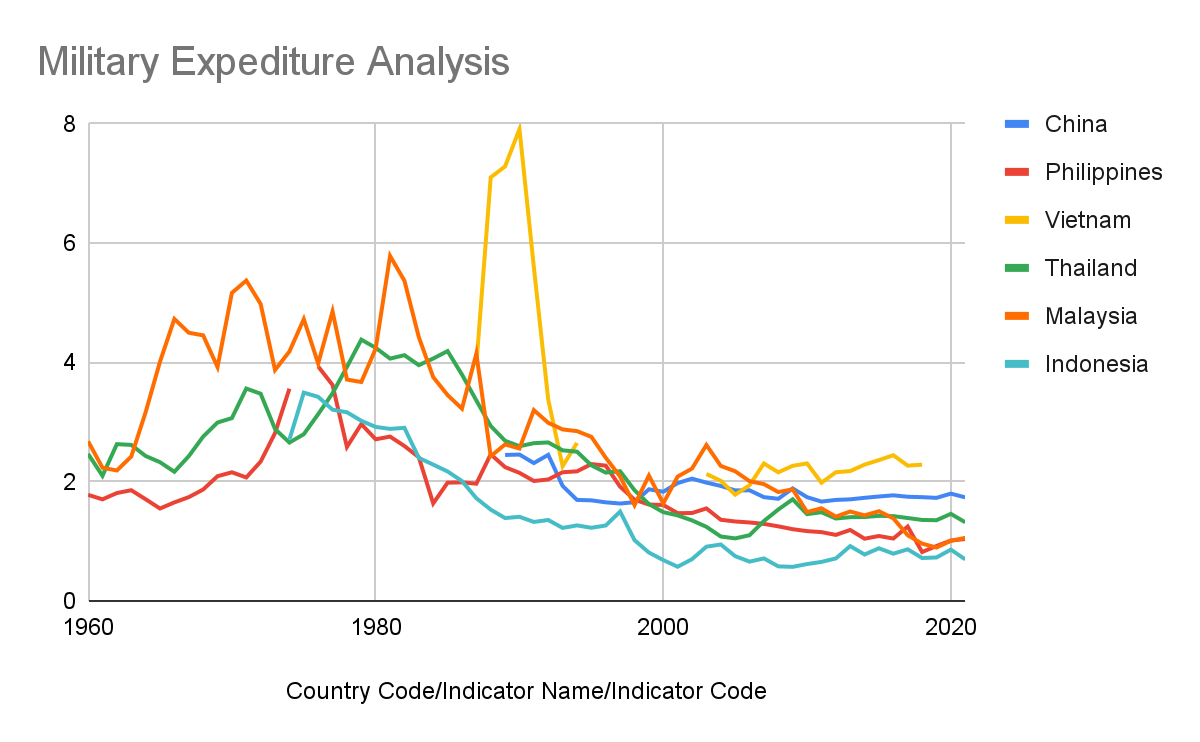 Military Expediture Analysis
8
6
4
2
0
1960
1980
2000
2020
Country Code/Indicator Name/Indicator Code
China
Philippines
Vietnam
Thailand
Malaysia
Indonesia